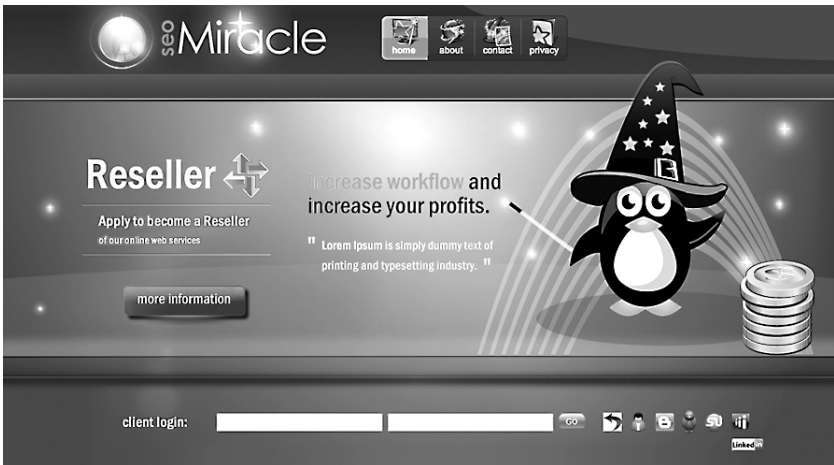 seo Miracle
home about contact privacy
Reseller
Apply to become a Reseller
of our online web services
more information
increase workflow and
increase your profits.
" Lorem Ipsum is simply dummy text of
printing and typesetting industry. "
client login:
GO
Linked in